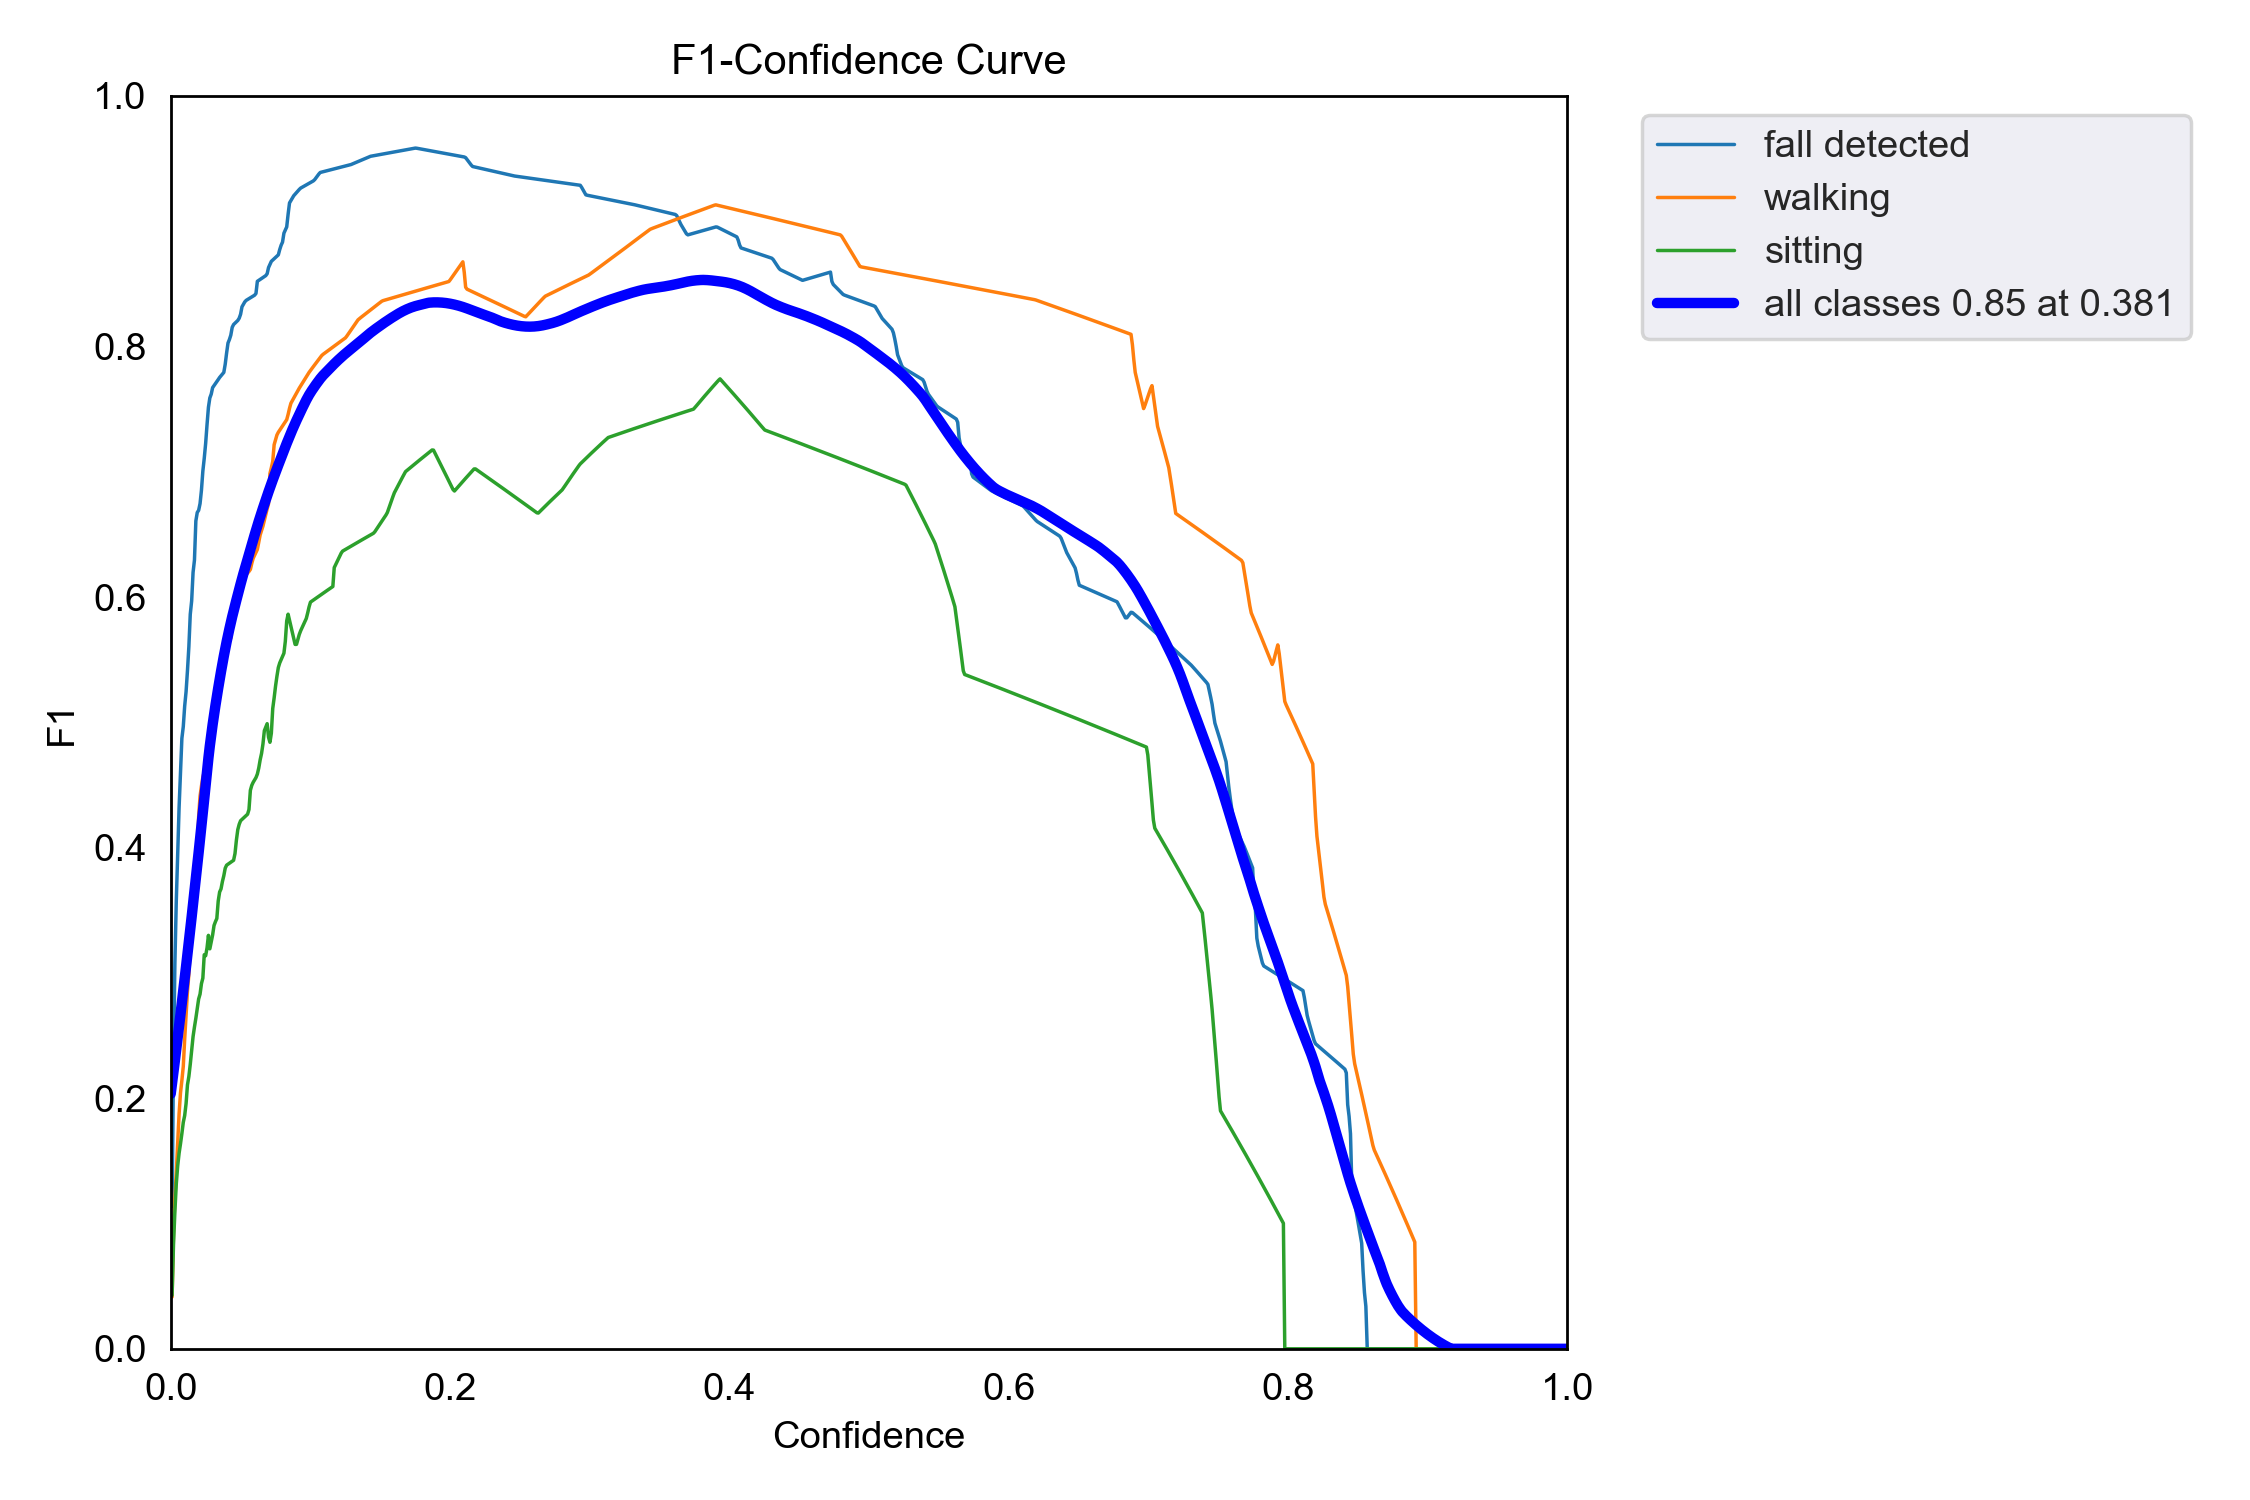 F1-Confidence Curve
1.0
0.8
0.6
0.4
0.2
0.0
F1
0.0 0.2 0.4 0.6 0.8 1.0
Confidence
fall detected
walking
sitting
all classes 0.85 at 0.381